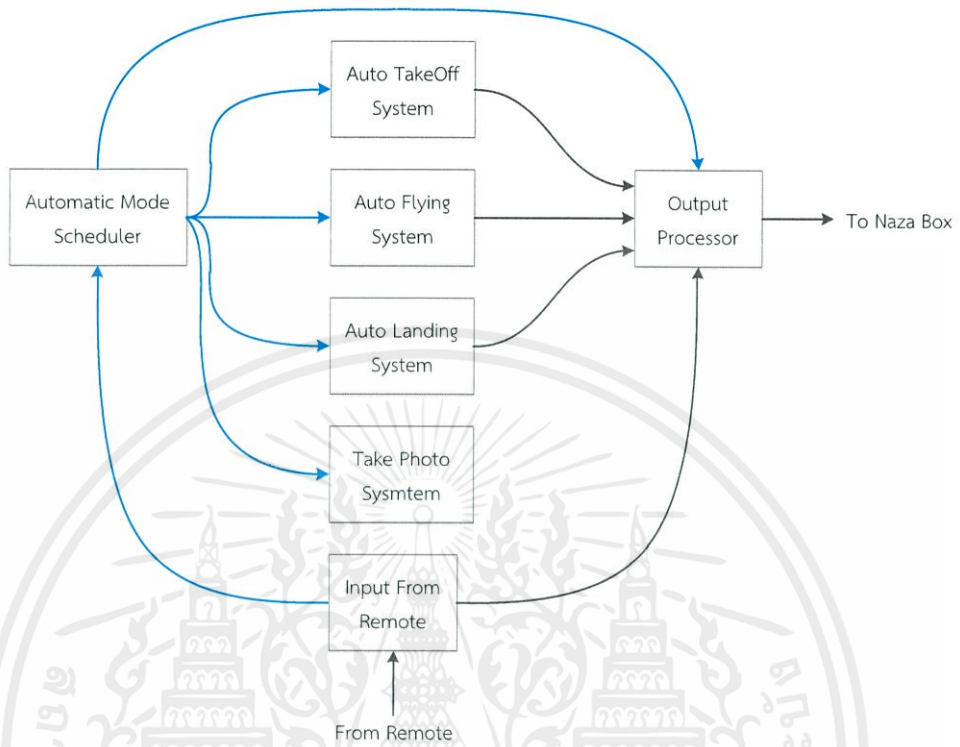 Auto TakeOff
System
Automatic Mode
Scheduler
Auto Flying
System
Output
Processor
To Naza Box
Auto Landing
System
Take Photo
Sysmtem
Input From
Remote
From Remote